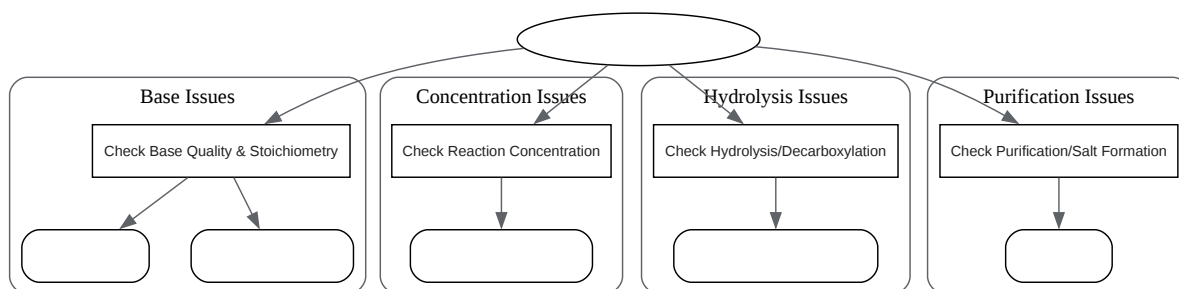 Base Issues
Concentration Issues
Hydrolysis Issues
Purification Issues
Check Base Quality & Stoichiometry
Check Reaction Concentration
Check Hydrolysis/Decarboxylation
Check Purification/Salt Formation